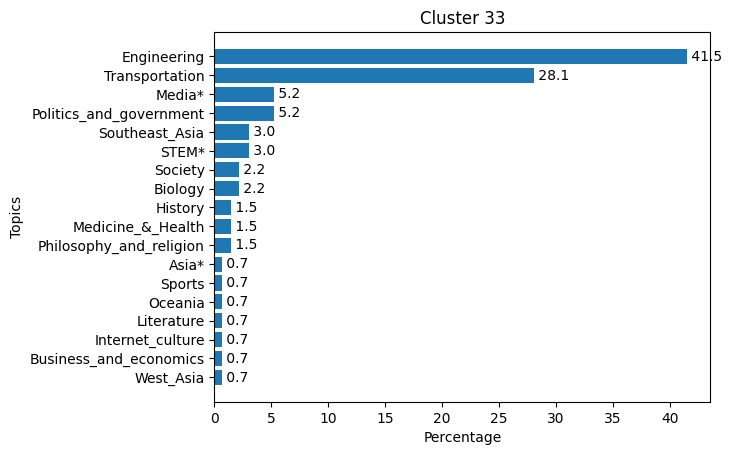 Cluster 33
Engineering 41.5
Transportation 28.1
Media* 5.2
Politics_and_government 5.2
Southeast_Asia 3.0
STEM* 3.0
Society 2.2
Biology 2.2
History 1.5
Medicine_&_Health 1.5
Philosophy_and_religion 1.5
Asia* 0.7
Sports 0.7
Oceania 0.7
Literature 0.7
Internet_culture 0.7
Business_and_economics 0.7
West_Asia 0.7
Topics
0 5 10 15 20 25 30 35 40
Percentage